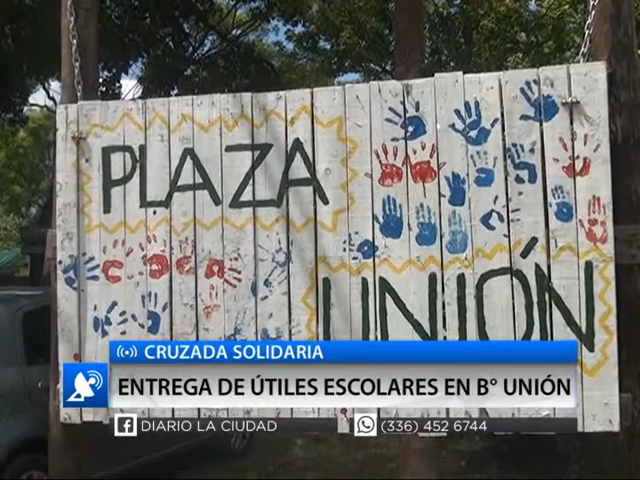 PLAZA
UNIÓN
CRUZADA SOLIDARIA
ENTREGA DE ÚTILES ESCOLARES EN B° UNIÓN
DIARIO LA CIUDAD
(336) 452 6744